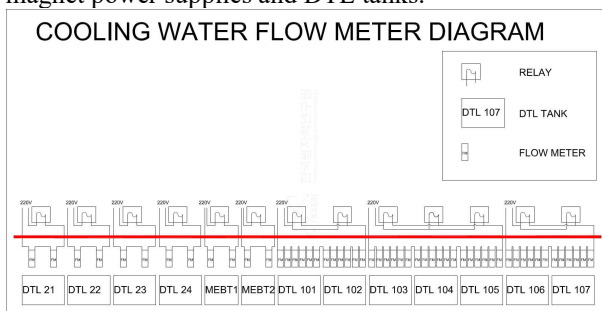 magnet power supplies and DTL tanks.
COOLING WATER FLOW METER DIAGRAM
RELAY
DTL 107 DTL TANK
FLOW METER
220V 220V 220V 220V 220V 220V 220V 220V 220V
DTL 21 DTL 22 DTL 23 DTL 24 MEBT1 MEBT2 DTL 101 DTL 102 DTL 103 DTL 104 DTL 105 DTL 106 DTL 107